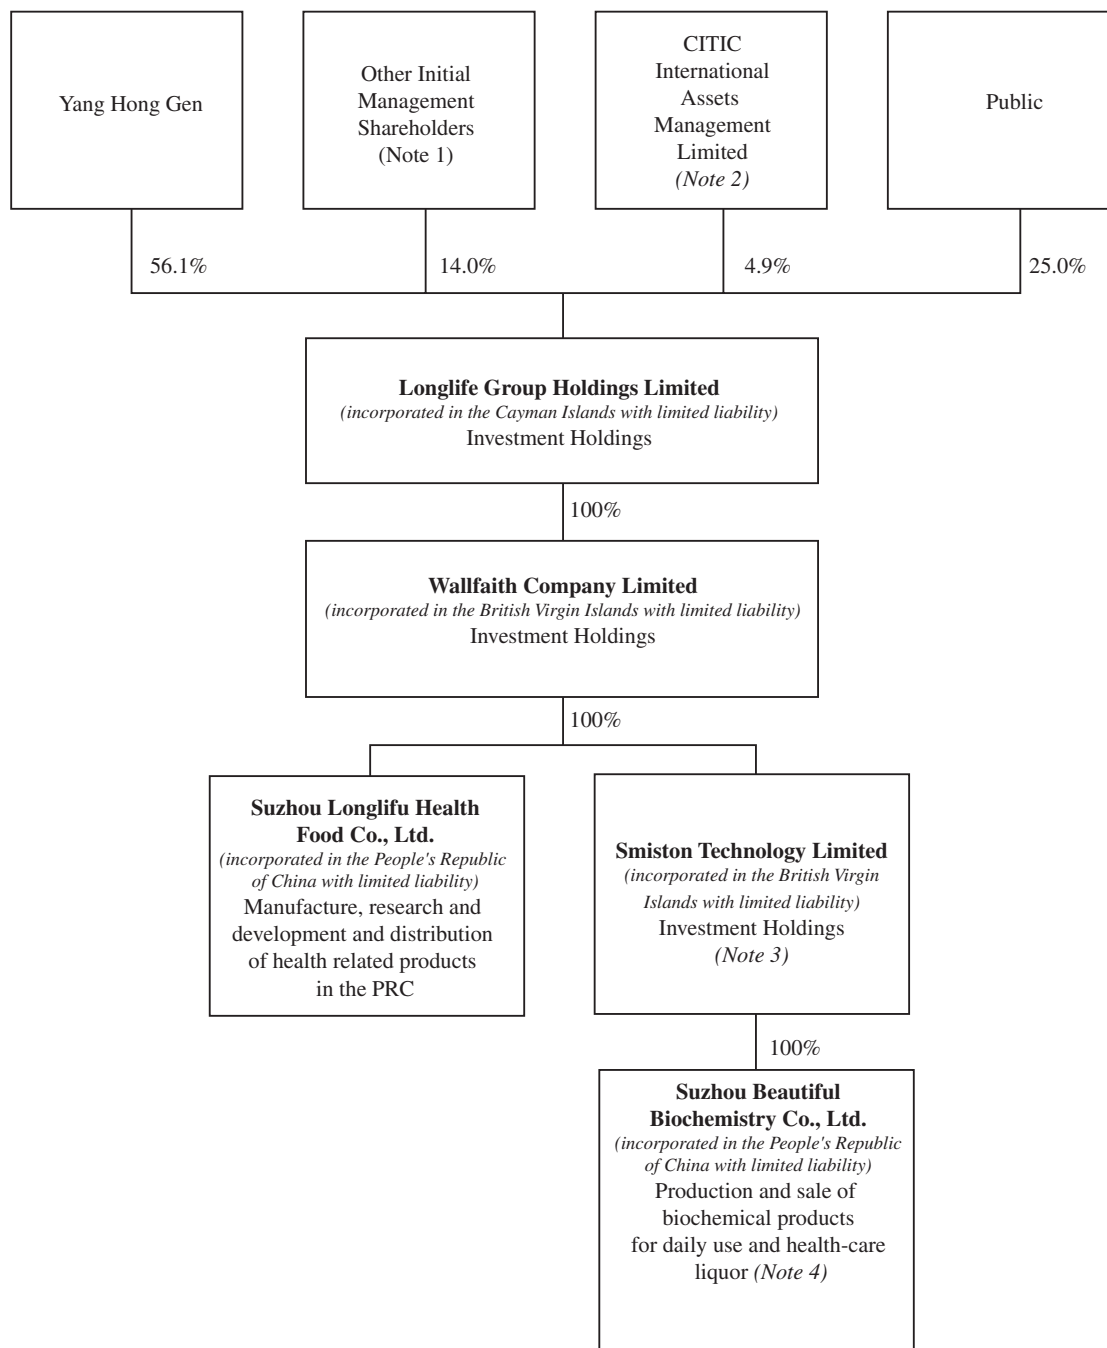 Yang Hong Gen
Other Initial
Management
Shareholders
(Note 1)
CITIC
International
Assets
Management
Limited
(Note 2)
Public
56.1%
14.0%
4.9%
25.0%
Longlife Group Holdings Limited
(incorporated in the Cayman Islands with limited liability)
Investment Holdings
100%
Wallfaith Company Limited
(incorporated in the British Virgin Islands with limited liability)
Investment Holdings
100%
Suzhou Longlifu Health
Food Co., Ltd.
(incorporated in the People's Republic
of China with limited liability)
Manufacture, research and
development and distribution
of health related products
in the PRC
Smiston Technology Limited
(incorporated in the British Virgin
Islands with limited liability)
Investment Holdings
(Note 3)
100%
Suzhou Beautiful
Biochemistry Co., Ltd.
(incorporated in the People's Republic
of China with limited liability)
Production and sale of
biochemical products
for daily use and health-care
liquor (Note 4)